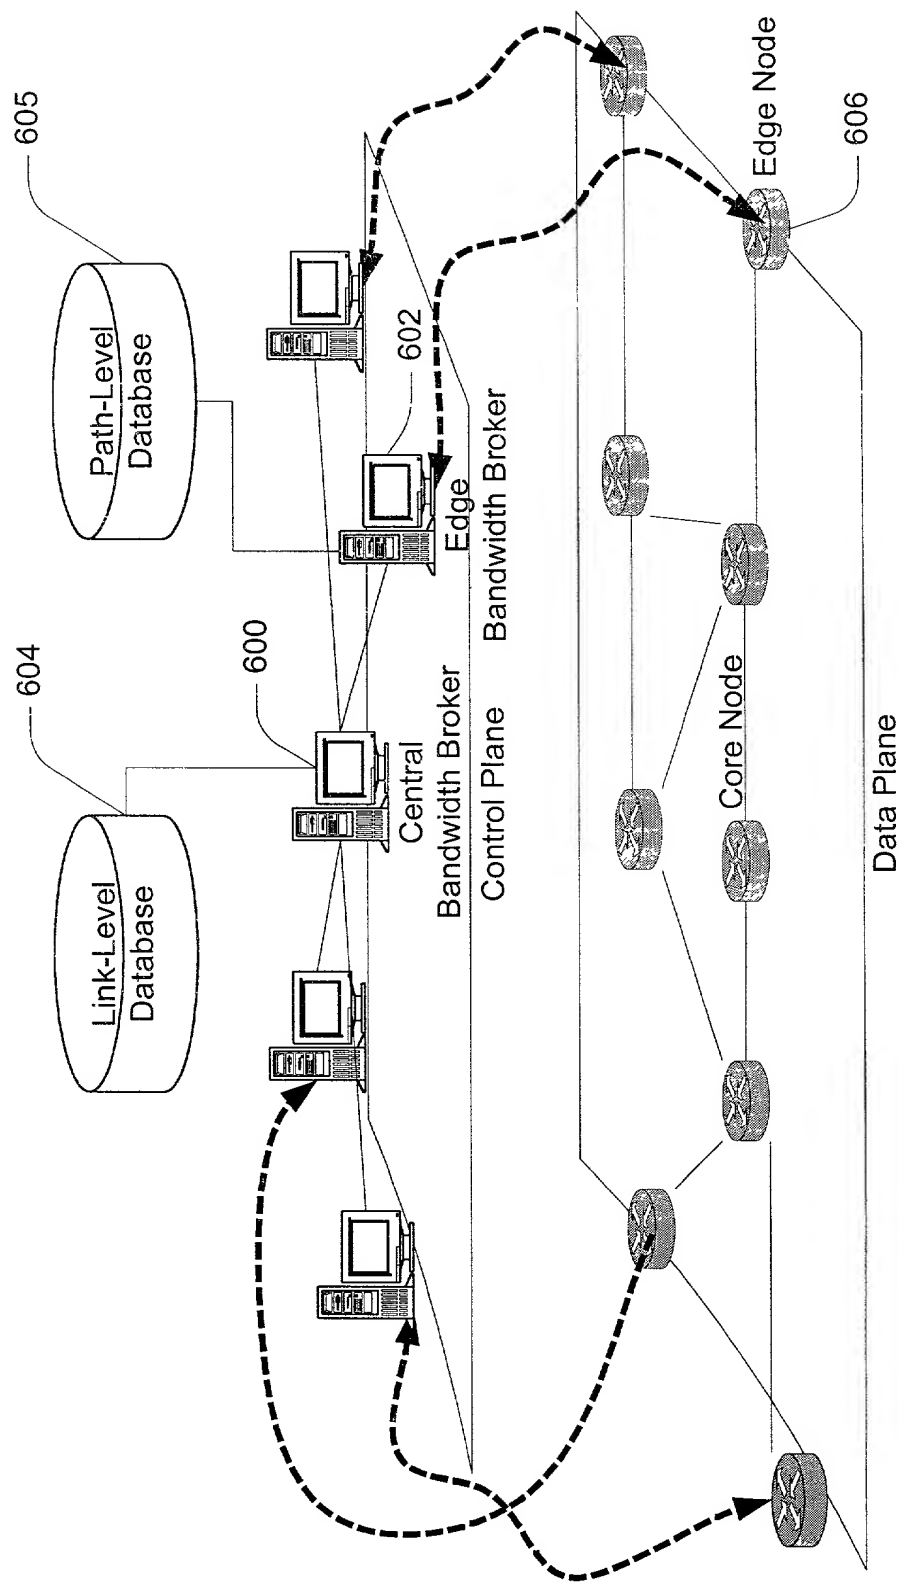 604
605
Link-Level
Database
Path-Level
Database
600
602
Central
Bandwidth Broker
Control Plane
Edge
Bandwidth Broker
Edge Node
606
Core Node
Data Plane